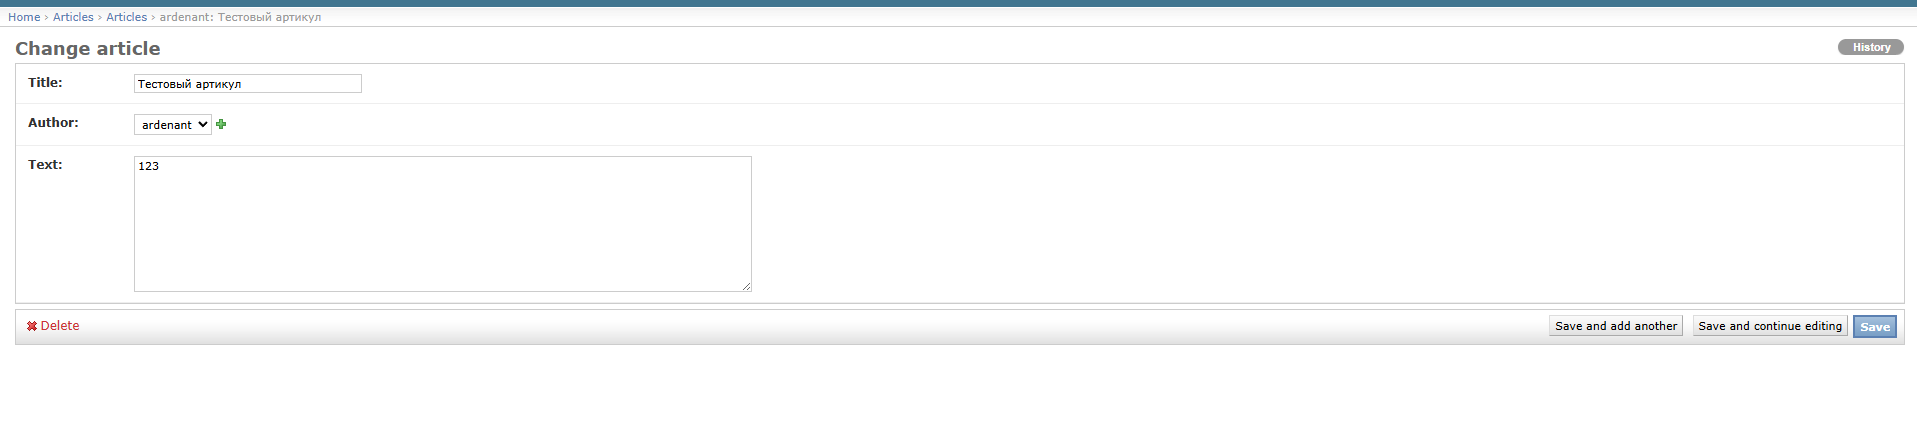 Home › Articles › Articles › ardenant: Тестовый артикул
Change article
History
Title: Тестовый артикул
Author: ardenant
Text: 123
Delete
Save and add another Save and continue editing Save